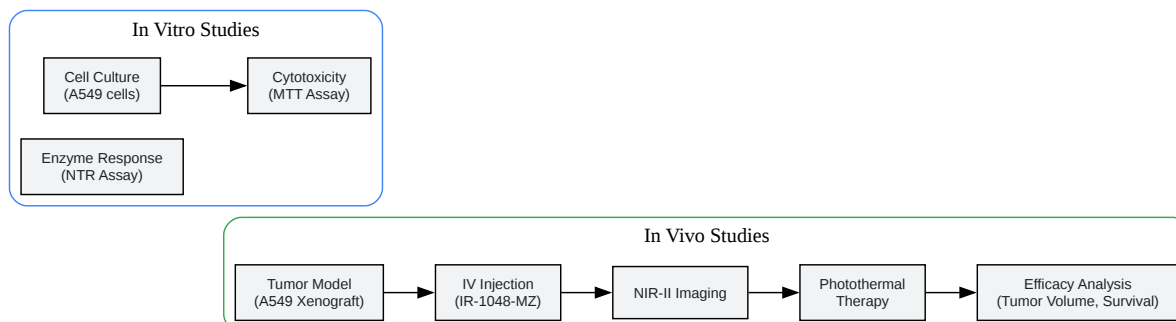 In Vitro Studies
Cell Culture
(A549 cells)
Cytotoxicity
(MTT Assay)
Enzyme Response
(NTR Assay)
In Vivo Studies
Tumor Model
(A549 Xenograft)
IV Injection
(IR-1048-MZ)
NIR-II Imaging
Photothermal
Therapy
Efficacy Analysis
(Tumor Volume, Survival)